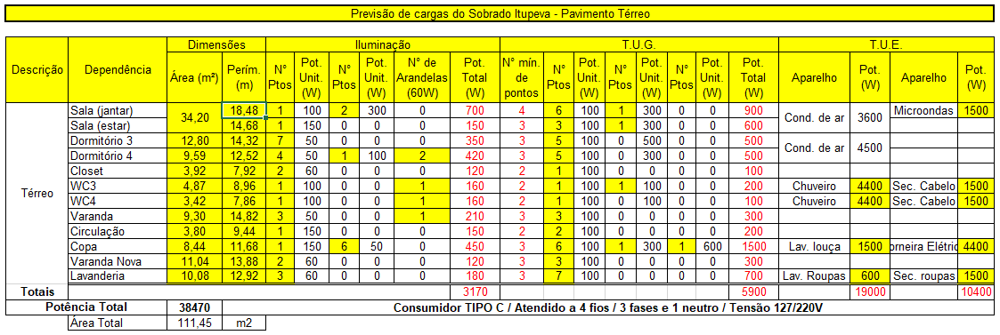 Previsão de cargas do Sobrado Itupeva - Pavimento Térreo
Descrição Dependência Dimensões Iluminação T.U.G. T.U.E.
Área (m²) Perím. (m) N° Ptos Pot. Unit. (W) N° Ptos Pot. Unit. (W) N° de Arandelas (60W) Pot. Total (W) N° mín. de pontos N° Ptos Pot. Unit. (W) N° Ptos Pot. Unit. (W) N° Ptos Pot. Unit. (W) Pot. Total (W) Aparelho Pot. (W) Aparelho Pot. (W)
Térreo
Sala (jantar) 34,20 18,48 1 100 2 300 0 700 4 6 100 1 300 0 0 900 Cond. de ar 3600 Microondas 1500
Sala (estar) 14,68 1 150 0 0 0 150 3 3 100 1 300 0 0 600
Dormitório 3 12,80 14,32 7 50 0 0 0 350 3 5 100 0 0 0 0 500 Cond. de ar 4500
Dormitório 4 9,59 12,52 4 50 1 100 2 420 3 5 100 0 300 0 0 500
Closet 3,92 7,92 2 60 0 0 0 120 2 1 100 0 0 0 0 100
WC3 4,87 8,96 1 100 0 0 1 160 2 1 100 1 100 0 0 200 Chuveiro 4400 Sec. Cabelo 1500
WC4 3,42 7,86 1 100 0 0 1 160 2 1 100 0 100 0 0 100 Chuveiro 4400 Sec. Cabelo 1500
Varanda 9,30 14,82 3 50 0 0 1 210 3 3 100 0 0 0 0 300
Circulação 3,80 9,44 1 150 0 0 0 150 2 2 100 0 0 0 0 200
Copa 8,44 11,68 1 150 6 50 0 450 3 6 100 1 300 1 600 1500 Lav. louça 1500 orneira Elétric 4400
Varanda Nova 11,04 13,88 2 60 0 0 0 120 3 3 100 0 0 0 0 300
Lavanderia 10,08 12,92 3 60 0 0 0 180 3 7 100 0 0 0 0 700 Lav. Roupas 600 Sec. roupas 1500
Totais 3170 5900 19000 10400
Potência Total 38470 Consumidor TIPO C / Atendido a 4 fios / 3 fases e 1 neutro / Tensão 127/220V
Área Total 111,45 m2